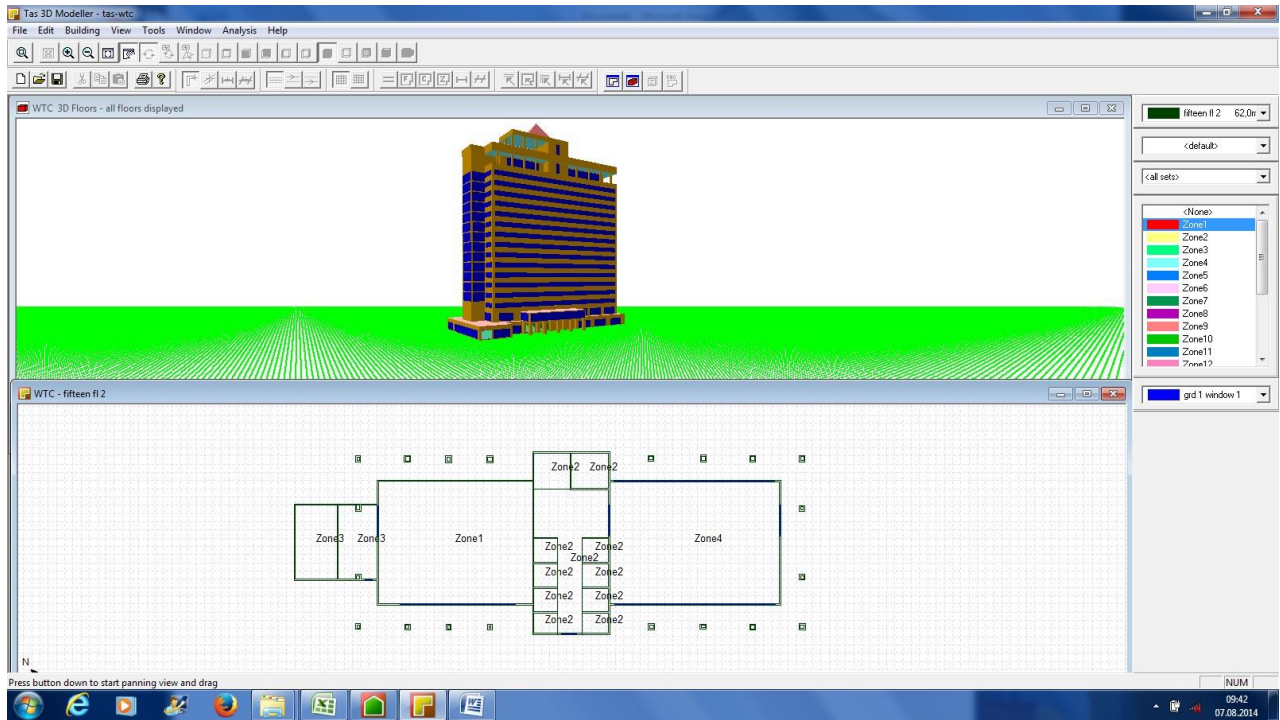 Tas 3D Modeller - tas-wtc
File Edit Building View Tools Window Analysis Help
WTC 3D Floors - all floors displayed
fifteen fl 2 62,0m
<default>
<all sets>
<None>
Zone1
Zone2
Zone3
Zone4
Zone5
Zone6
Zone7
Zone8
Zone9
Zone10
Zone11
Zone12
grd 1 window 1
WTC - fifteen fl 2
Zone2 Zone2
Zone3 Zone3 Zone1 Zone4
Zone2 Zone2
Zone2
Zone2 Zone2
Zone2 Zone2
Zone2 Zone2
N
Press button down to start panning view and drag
NUM
09:42
07.08.2014